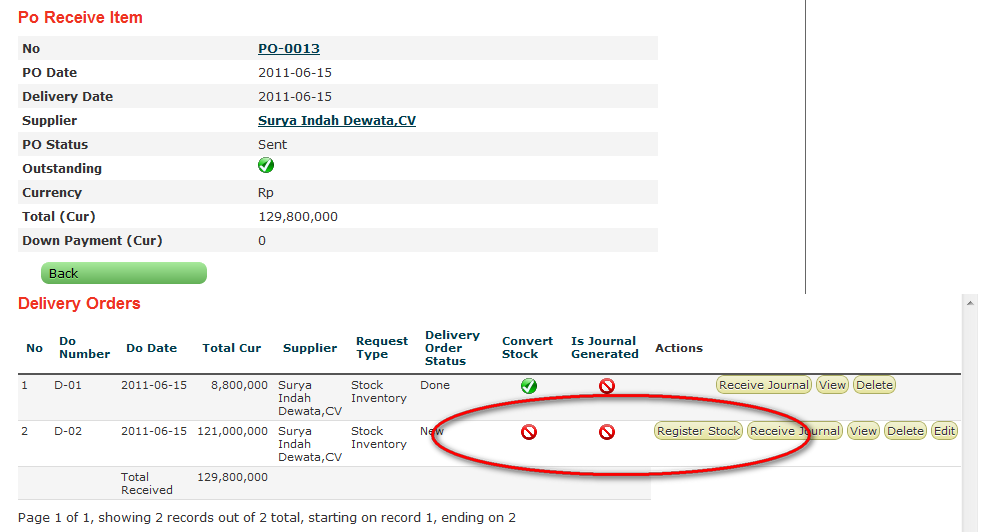 Po Receive Item
No PO-0013
PO Date 2011-06-15
Delivery Date 2011-06-15
Supplier Surya Indah Dewata,CV
PO Status Sent
Outstanding
Currency Rp
Total (Cur) 129,800,000
Down Payment (Cur) 0
Back
Delivery Orders
No Do Number Do Date Total Cur Supplier Request Type Delivery Order Status Convert Stock Is Journal Generated Actions
1 D-01 2011-06-15 8,800,000 Surya Indah Dewata,CV Stock Inventory Done Receive Journal View Delete
2 D-02 2011-06-15 121,000,000 Surya Indah Dewata,CV Stock Inventory New Register Stock Receive Journal View Delete Edit
Total Received 129,800,000
Page 1 of 1, showing 2 records out of 2 total, starting on record 1, ending on 2